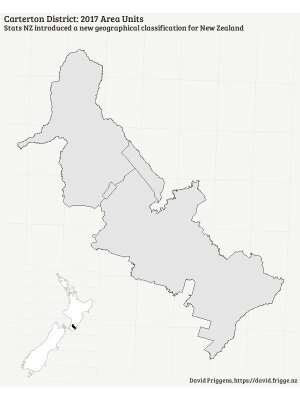 Carterton District: 2017 Area Units
Stats NZ introduced a new geographical classification for New Zealand
David Friggens, https://david.frigge.nz